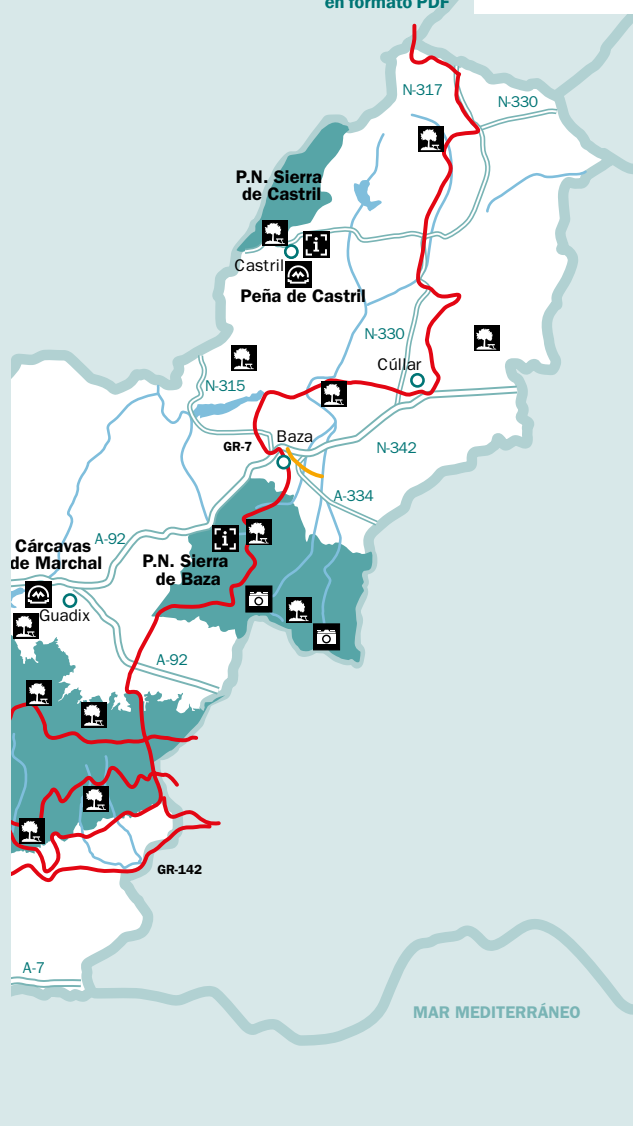 en formato PDF
N-317
N-330
P.N. Sierra
de Castril
Castril
Peña de Castril
N-330
Cúllar
N-315
Baza
GR-7
N-342
A-334
Cárcavas
de Marchal
A-92
P.N. Sierra
de Baza
Guadix
A-92
GR-142
A-7
MAR MEDITERRÁNEO